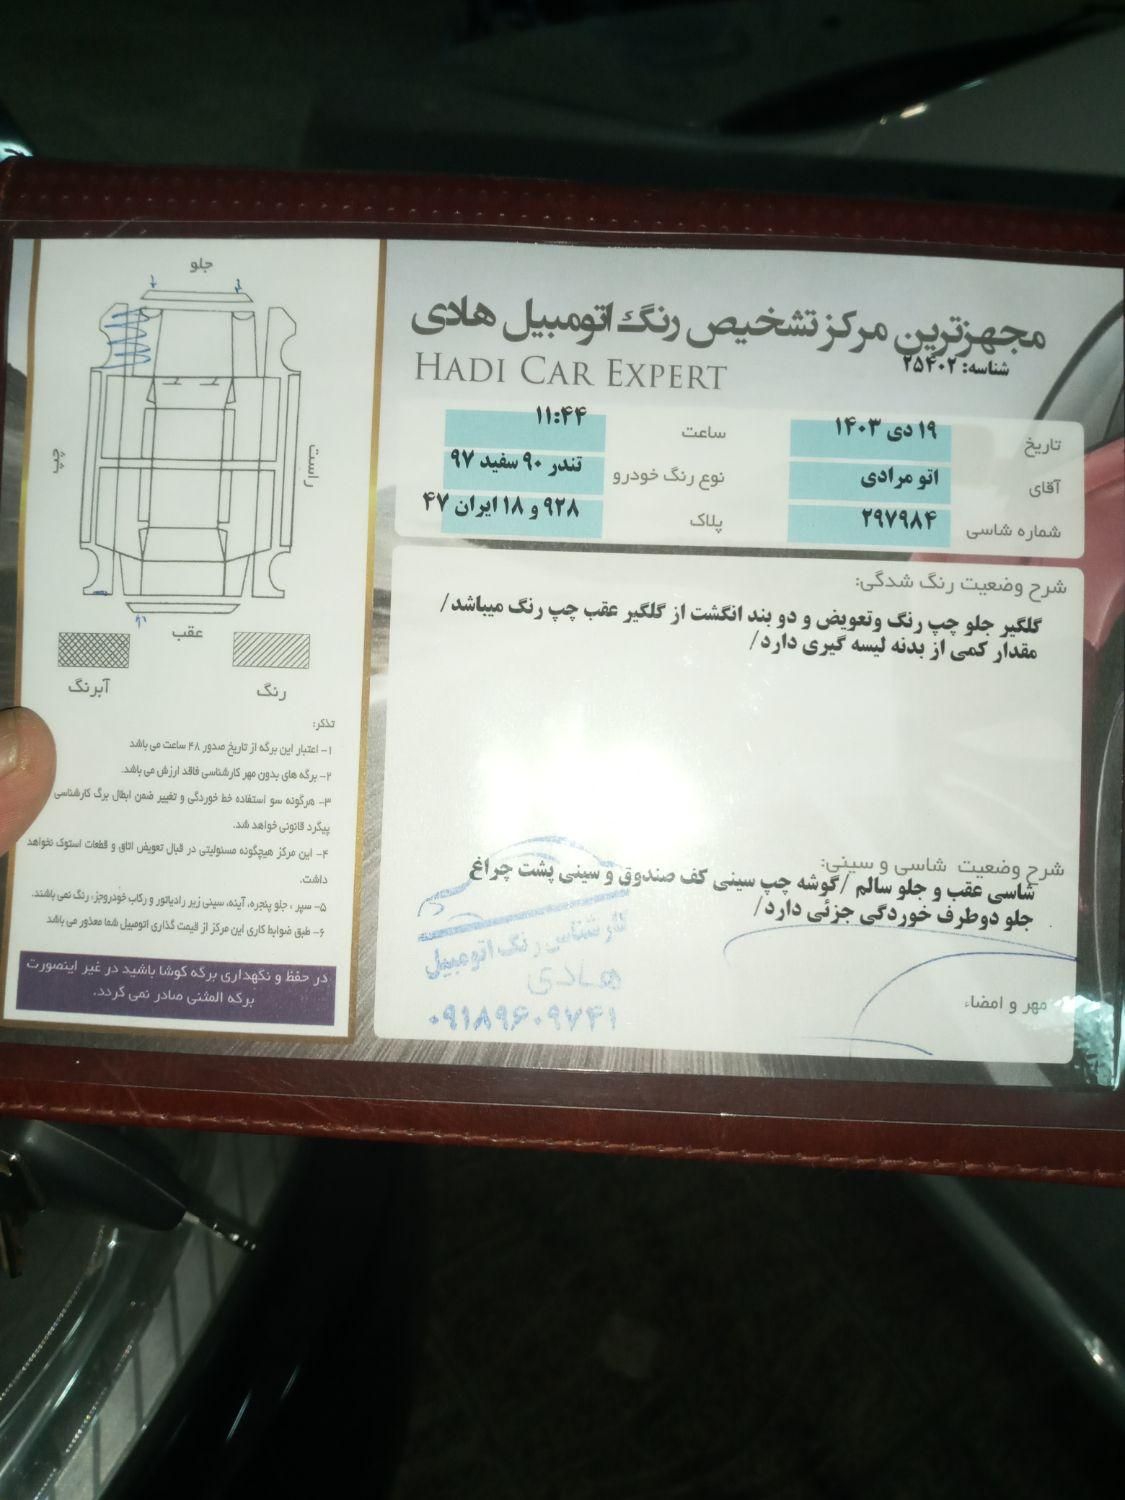 مجهزترین مرکز تشخیص رنگ اتومبیل هادی
HADI CAR EXPERT
شناسه: ۲۵۴۰۲
تاریخ ۱۹ دی ۱۴۰۳ ساعت ۱۱:۴۴
آقای اتو مرادی نوع رنگ خودرو تندر ۹۰ سفید ۹۷
شماره شاسی ۲۹۷۹۸۴ پلاک ۹۲۸ و ۱۸ ایران ۴۷
شرح وضعیت رنگ شدگی:
گلگیر جلو چپ رنگ وتعویض و دو بند انگشت از گلگیر عقب چپ رنگ میباشد/
مقدار کمی از بدنه لیسه گیری دارد/
شرح وضعیت شاسی و سینی:
شاسی عقب و جلو سالم /گوشه چپ سینی کف صندوق و سینی پشت چراغ
جلو دوطرف خوردگی جزئی دارد/
کارشناس رنگ اتومبیل
هادی
۰۹۱۸۹۶۰۹۷۴۱
مهر و امضاء
جلو
چپ
راست
عقب
رنگ
آبرنگ
تذکر:
۱- اعتبار این برگه از تاریخ صدور ۴۸ ساعت می باشد
۲- برگه های بدون مهر کارشناسی فاقد ارزش می باشد.
۳- هرگونه سو استفاده خط خوردگی و تغییر ضمن ابطال برگ کارشناسی
پیگرد قانونی خواهد شد.
۴- این مرکز هیچگونه مسئولیتی در قبال تعویض اتاق و قطعات استوک نخواهد
داشت.
۵- سپر ، جلو پنجره، آینه، سینی زیر رادیاتور و رکاب خودروجز، رنگ نمی باشند.
۶- طبق ضوابط کاری این مرکز از قیمت گذاری اتومبیل شما معذور می باشد
در حفظ و نگهداری برگه کوشا باشید در غیر اینصورت
برگه المثنی صادر نمی گردد.